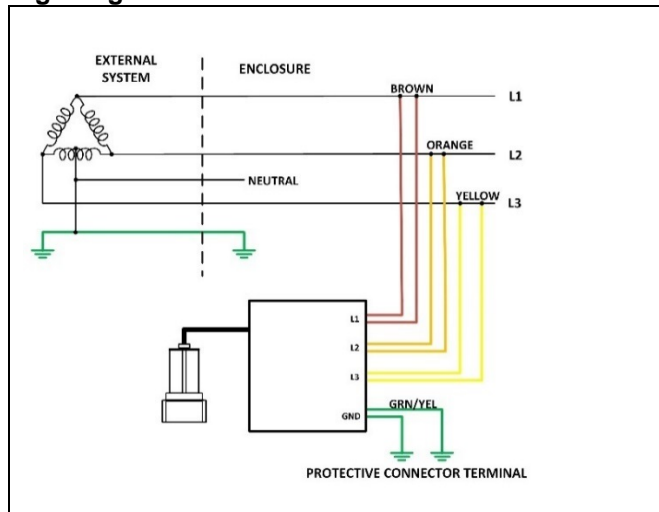 EXTERNAL
SYSTEM
ENCLOSURE
BROWN
L1
ORANGE
L2
NEUTRAL
YELLOW
L3
L1
L2
L3
GRN/YEL
GND
PROTECTIVE CONNECTOR TERMINAL